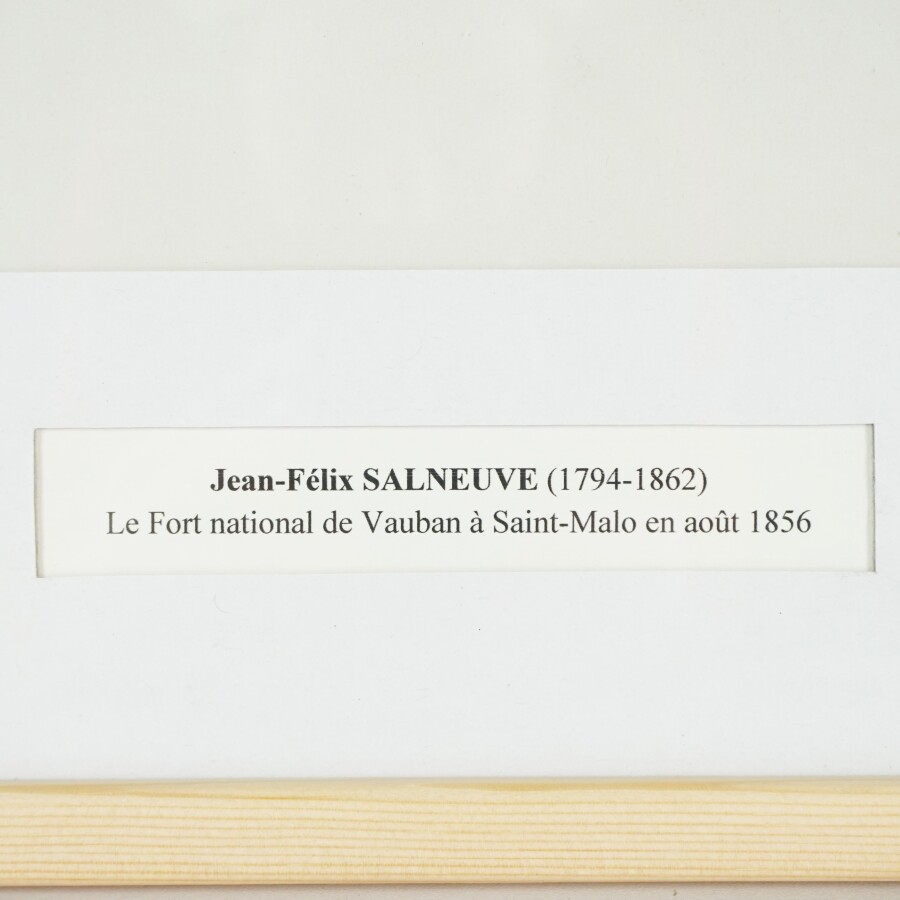 Jean-Félix SALNEUVE (1794-1862)
Le Fort national de Vauban à Saint-Malo en août 1856